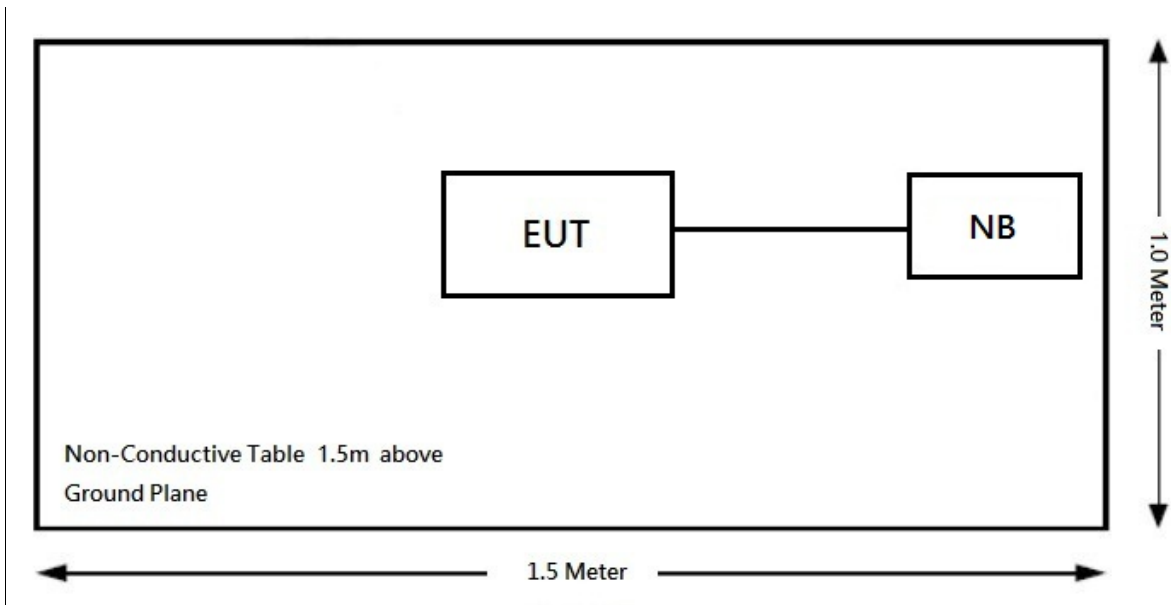 EUT
NB
1.0 Meter
Non-Conductive Table 1.5m above
Ground Plane
1.5 Meter